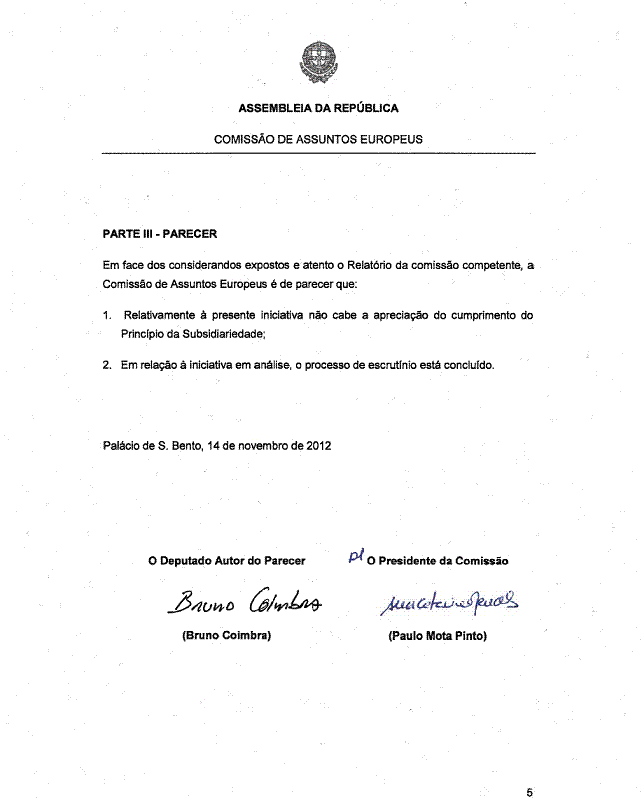 ASSEMBLEIA DA REPÚBLICA
COMISSÃO DE ASSUNTOS EUROPEUS
PARTE III - PARECER
Em face dos considerandos expostos e atento o Relatório da comissão competente, a
Comissão de Assuntos Europeus é de parecer que:
1. Relativamente à presente iniciativa não cabe a apreciação do cumprimento do
Princípio da Subsidiariedade;
2. Em relação à iniciativa em análise, o processo de escrutínio está concluído.
Palácio de S. Bento, 14 de novembro de 2012
O Deputado Autor do Parecer
Bruno Coimbra
(Bruno Coimbra)
pl O Presidente da Comissão
(Paulo Mota Pinto)
5